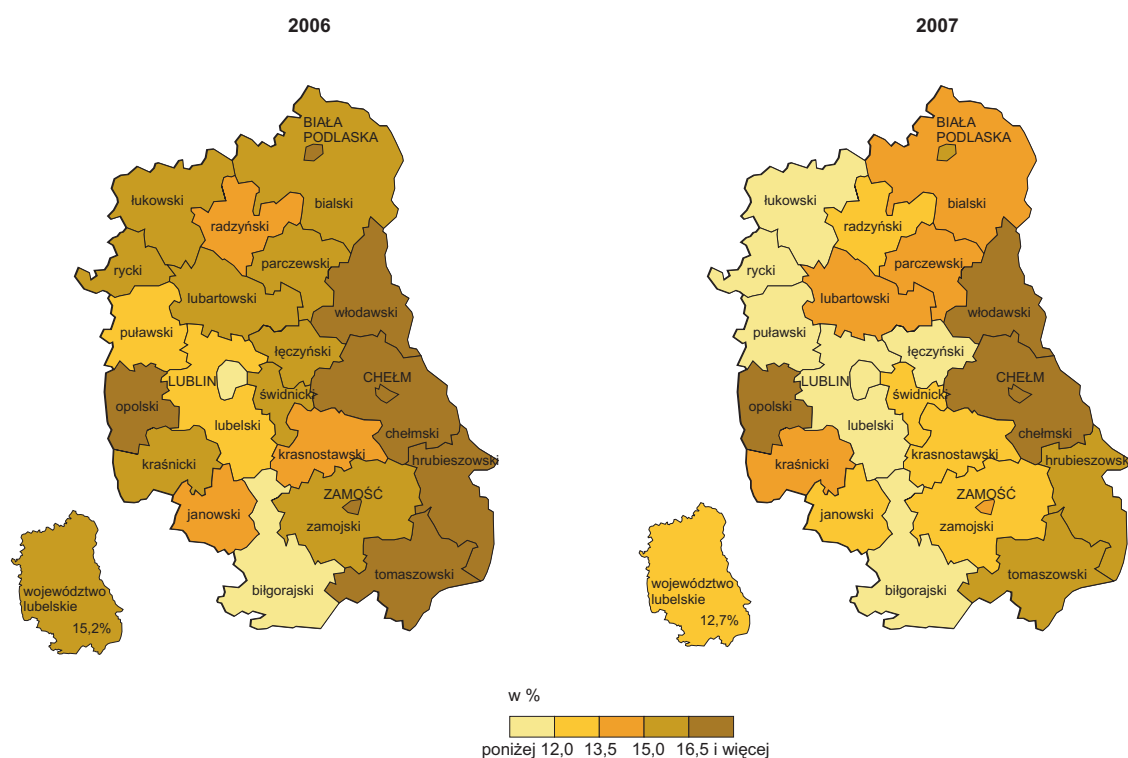 2006
BIAŁA
PODLASKA
łukowski
bialski
radzyński
rycki
parczewski
lubartowski
włodawski
puławski
łęczyński
LUBLIN
CHEŁM
opolski
świdnicki
lubelski
chełmski
krasnostawski
hrubieszowski
kraśnicki
ZAMOŚĆ
janowski
zamojski
tomaszowski
biłgorajski
województwo
lubelskie
15,2%
2007
BIAŁA
PODLASKA
łukowski
bialski
radzyński
rycki
parczewski
lubartowski
włodawski
puławski
łęczyński
LUBLIN
CHEŁM
opolski
świdnicki
lubelski
chełmski
krasnostawski
hrubieszowski
kraśnicki
ZAMOŚĆ
janowski
zamojski
tomaszowski
biłgorajski
województwo
lubelskie
12,7%
w %
poniżej 12,0 13,5 15,0 16,5 i więcej